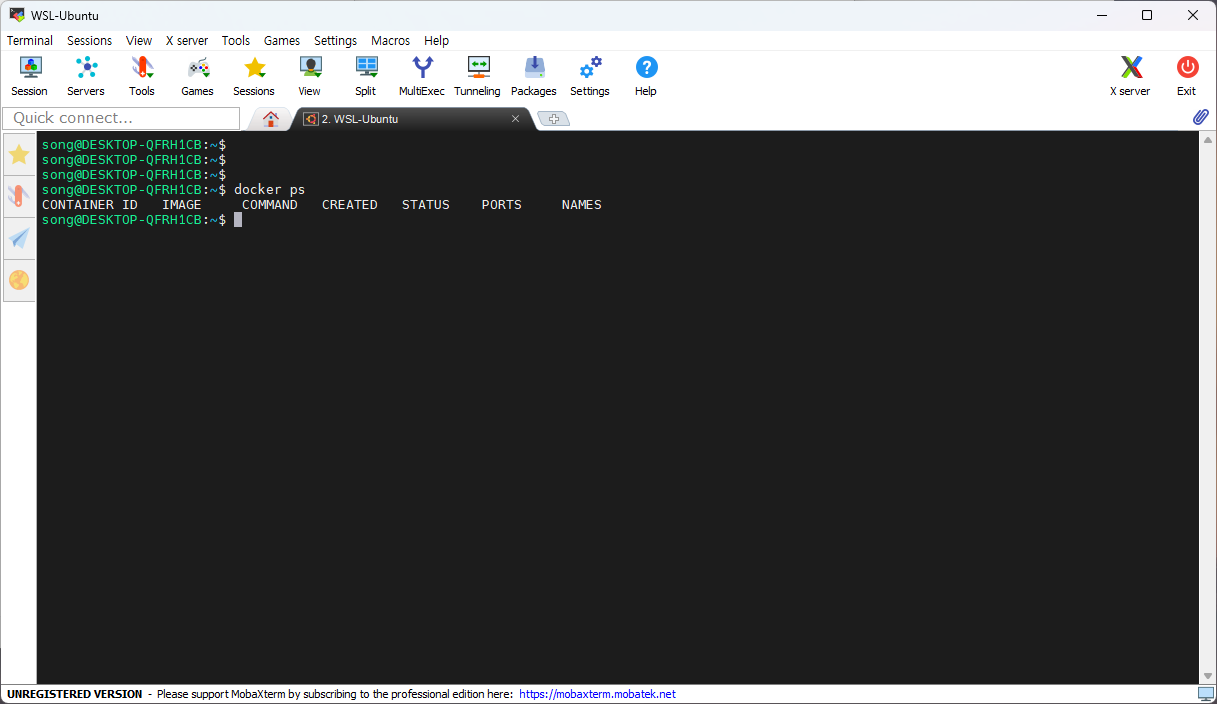 WSL-Ubuntu
Terminal Sessions View X server Tools Games Settings Macros Help
Session Servers Tools Games Sessions View Split MultiExec Tunneling Packages Settings Help X server Exit
Quick connect... 2. WSL-Ubuntu
song@DESKTOP-QFRH1CB:~$
song@DESKTOP-QFRH1CB:~$
song@DESKTOP-QFRH1CB:~$
song@DESKTOP-QFRH1CB:~$ docker ps
CONTAINER ID   IMAGE     COMMAND   CREATED   STATUS    PORTS     NAMES
song@DESKTOP-QFRH1CB:~$
UNREGISTERED VERSION - Please support MobaXterm by subscribing to the professional edition here: https://mobaxterm.mobatek.net